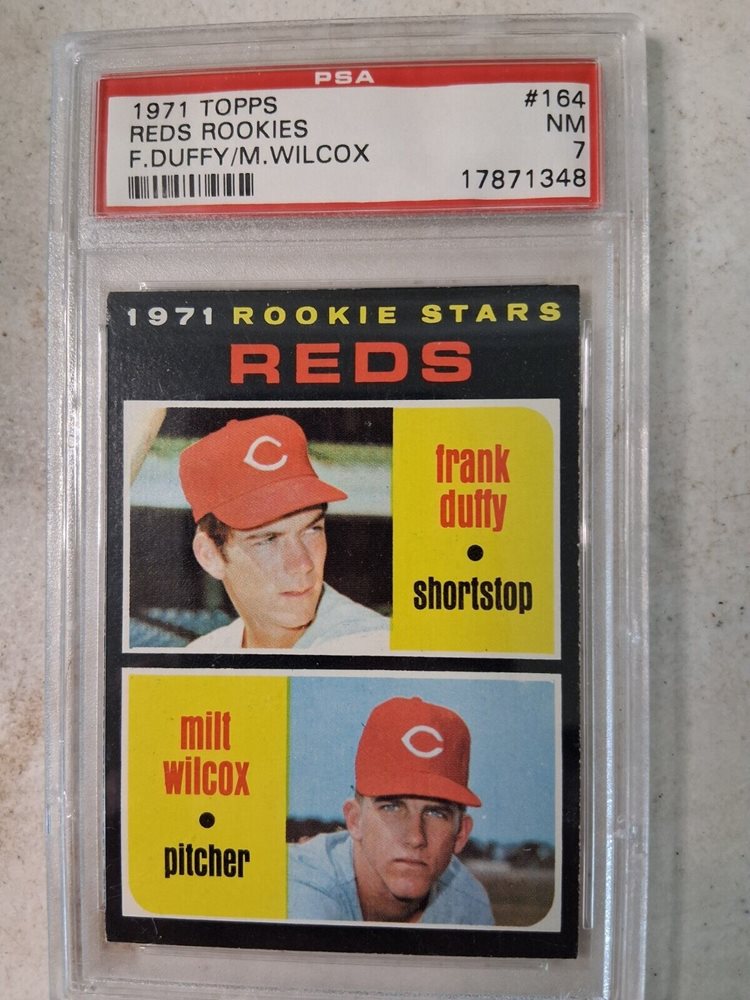 PSA
1971 TOPPS #164
REDS ROOKIES NM
F.DUFFY/M.WILCOX 7
17871348
1971 ROOKIE STARS
REDS
C
frank
duffy
shortstop
milt
wilcox
pitcher
C